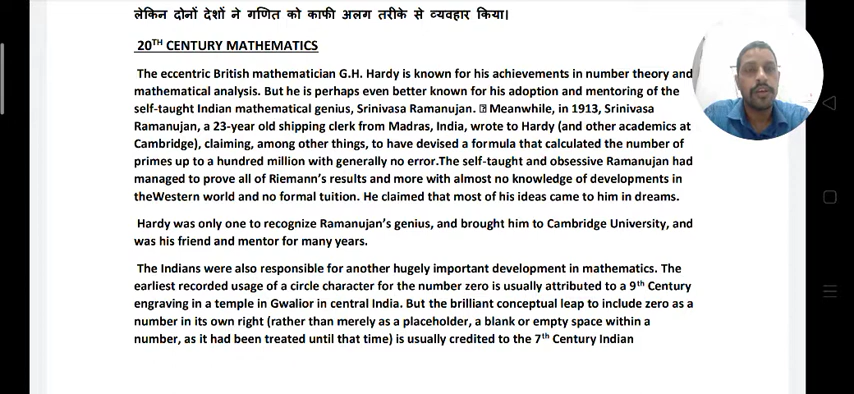 लेकिन दोनों देशों ने गणित को काफी अलग तरीके से व्यवहार किया।
20TH CENTURY MATHEMATICS
The eccentric British mathematician G.H. Hardy is known for his achievements in number theory and
mathematical analysis. But he is perhaps even better known for his adoption and mentoring of the
self-taught Indian mathematical genius, Srinivasa Ramanujan. Meanwhile, in 1913, Srinivasa
Ramanujan, a 23-year old shipping clerk from Madras, India, wrote to Hardy (and other academics at
Cambridge), claiming, among other things, to have devised a formula that calculated the number of
primes up to a hundred million with generally no error.The self-taught and obsessive Ramanujan had
managed to prove all of Riemann's results and more with almost no knowledge of developments in
theWestern world and no formal tuition. He claimed that most of his ideas came to him in dreams.
Hardy was only one to recognize Ramanujan's genius, and brought him to Cambridge University, and
was his friend and mentor for many years.
The Indians were also responsible for another hugely important development in mathematics. The
earliest recorded usage of a circle character for the number zero is usually attributed to a 9th Century
engraving in a temple in Gwalior in central India. But the brilliant conceptual leap to include zero as a
number in its own right (rather than merely as a placeholder, a blank or empty space within a
number, as it had been treated until that time) is usually credited to the 7th Century Indian